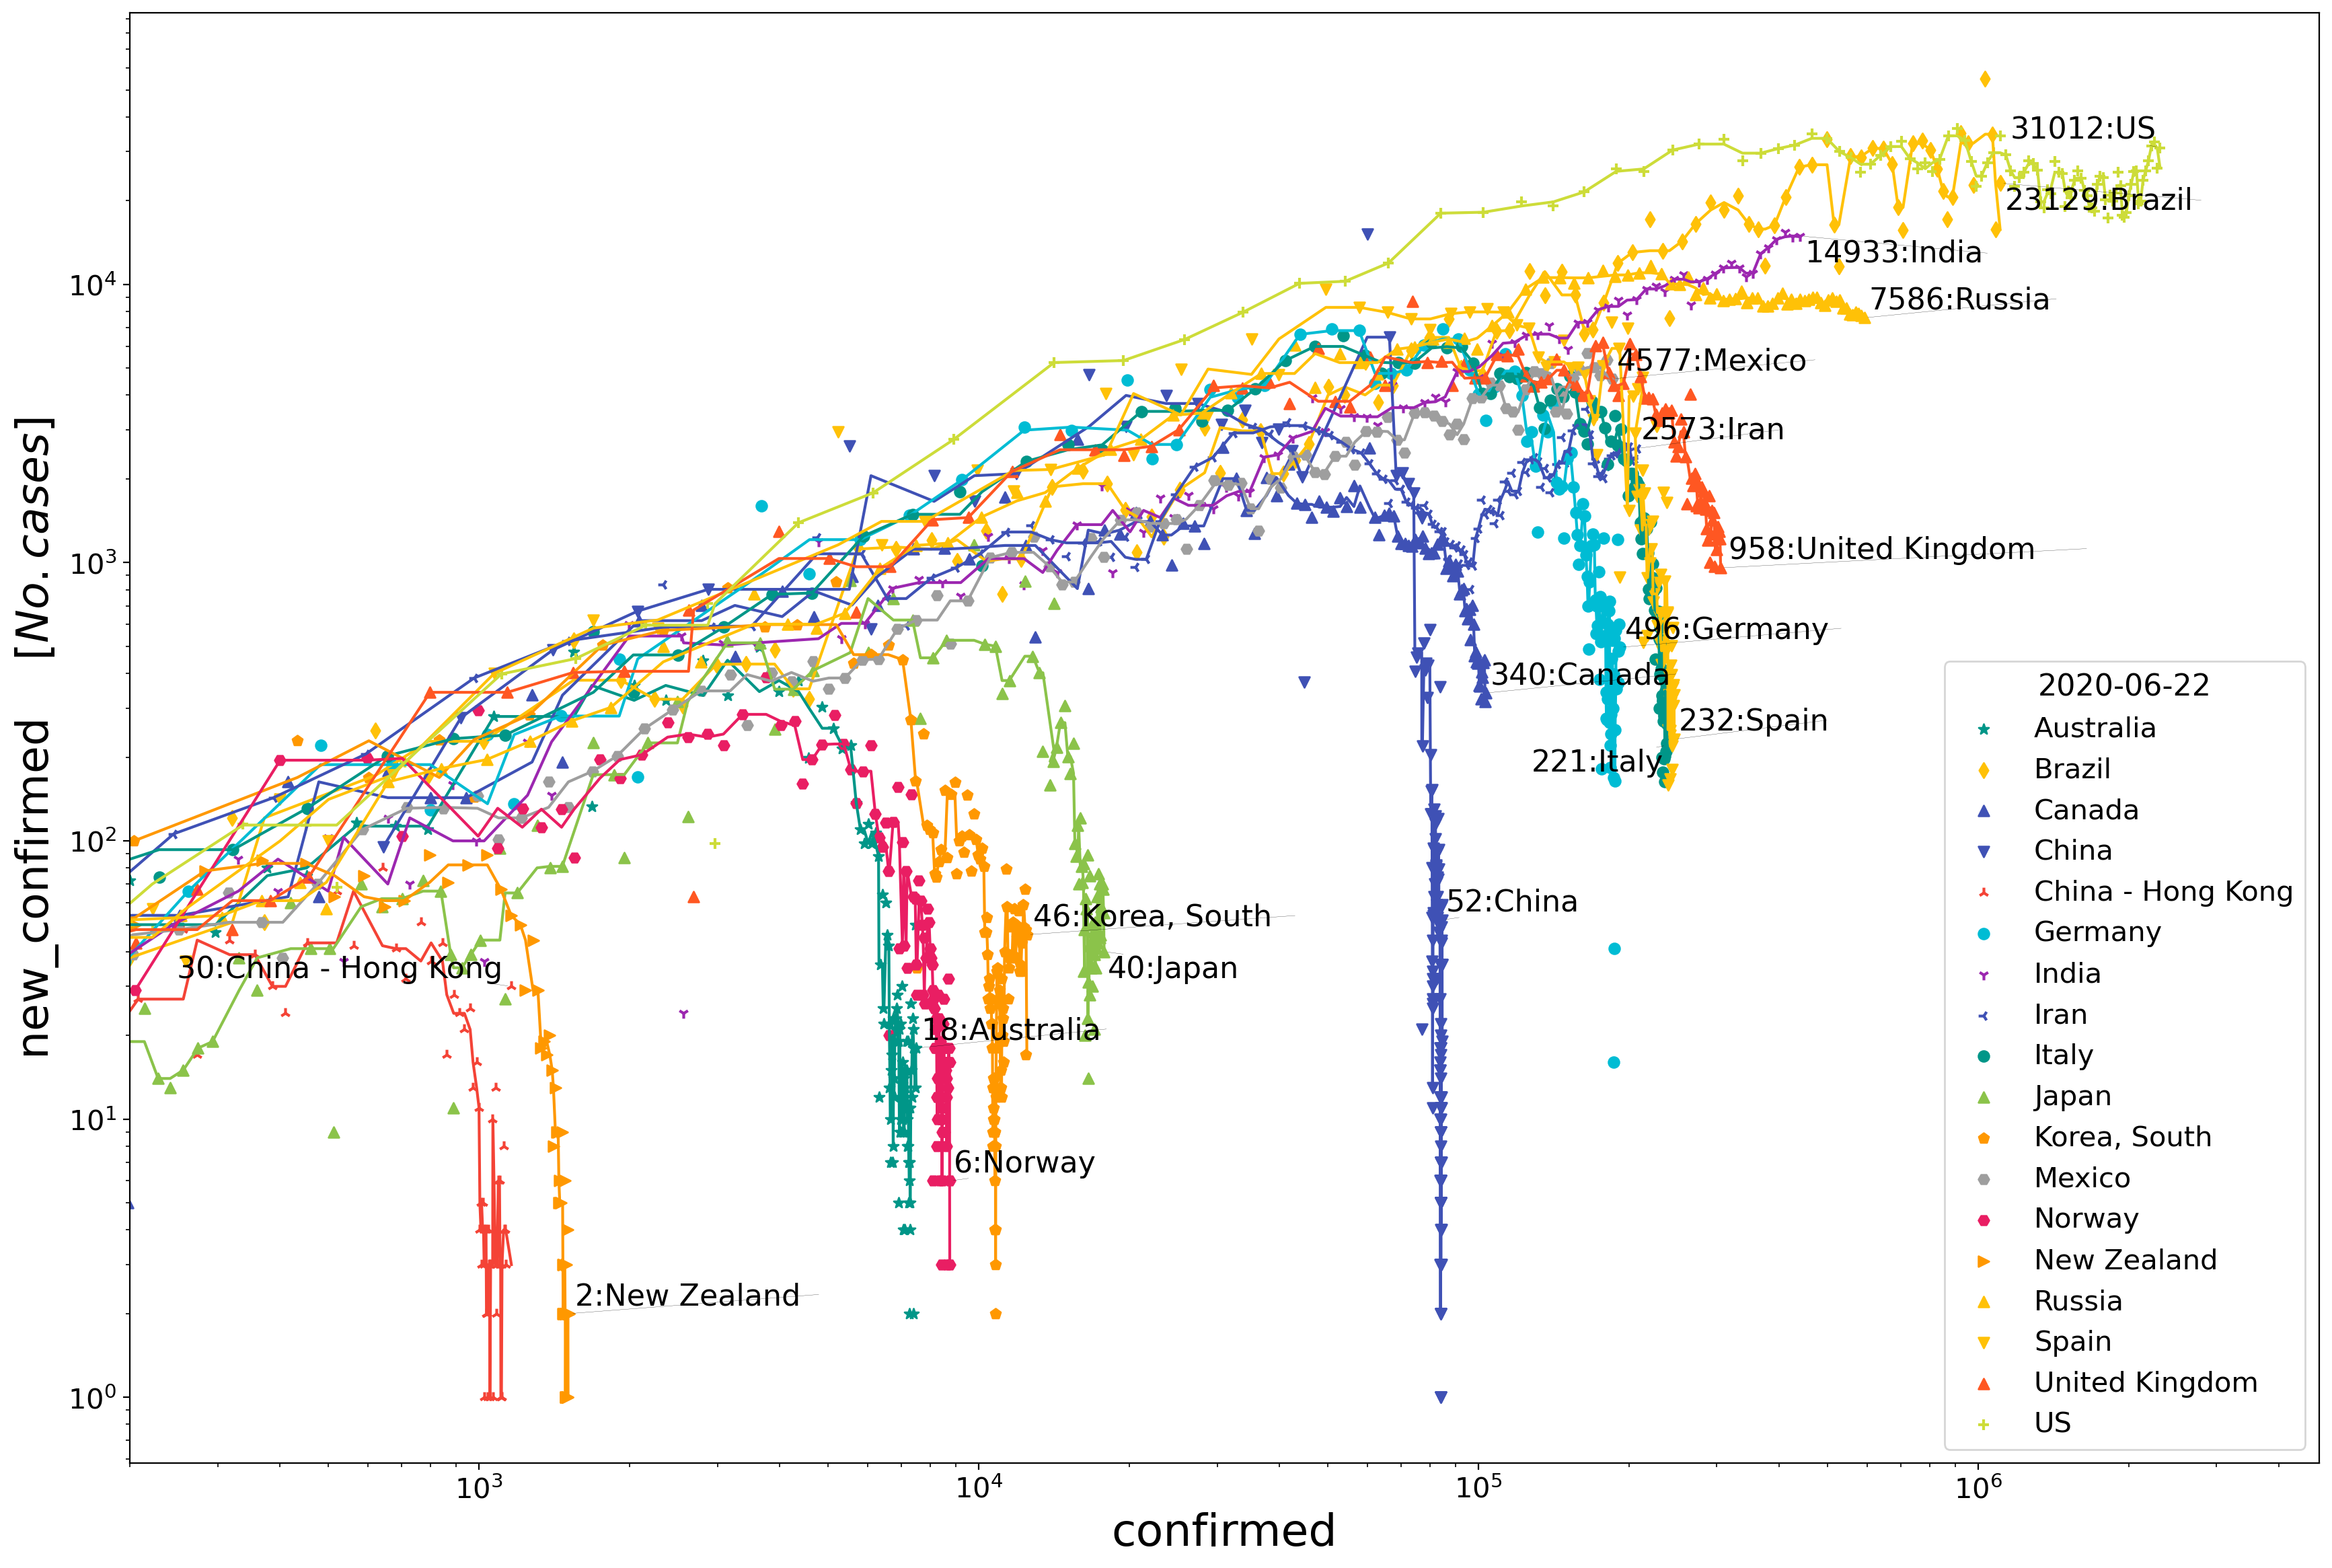 new_confirmed [No. cases]
10⁴
10³
10²
10¹
10⁰
31012:US
23129:Brazil
14933:India
7586:Russia
4577:Mexico
2573:Iran
958:United Kingdom
496:Germany
340:Canada
232:Spain
221:Italy
52:China
46:Korea, South
40:Japan
30:China - Hong Kong
18:Australia
6:Norway
2:New Zealand
2020-06-22
Australia
Brazil
Canada
China
China - Hong Kong
Germany
India
Iran
Italy
Japan
Korea, South
Mexico
Norway
New Zealand
Russia
Spain
United Kingdom
US
10³ 10⁴ 10⁵ 10⁶
confirmed